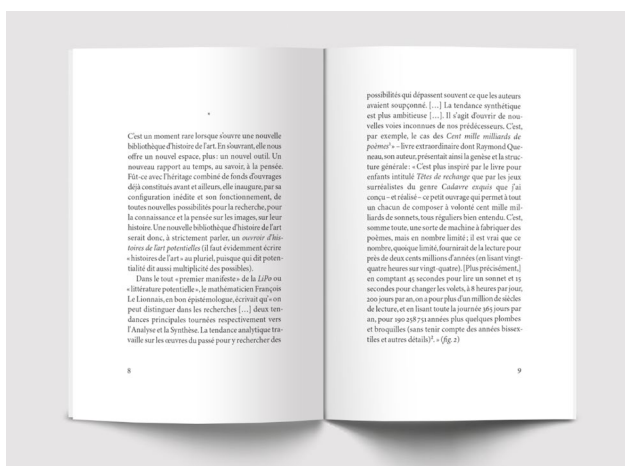 *
C'est un moment rare lorsque s'ouvre une nouvelle
bibliothèque d'histoire de l'art. En s'ouvrant, elle nous
offre un nouvel espace, plus : un nouvel outil. Un
nouveau rapport au temps, au savoir, à la pensée.
Fût-ce avec l'héritage combiné de fonds d'ouvrages
déjà constitués avant et ailleurs, elle inaugure, par sa
configuration inédite et son fonctionnement, de
toutes nouvelles possibilités pour la recherche, pour
la connaissance et la pensée sur les images, sur leur
histoire. Une nouvelle bibliothèque d'histoire de l'art
serait donc, à strictement parler, un ouvroir d'his-
toires de l'art potentielles (il faut évidemment écrire
« histoires de l'art » au pluriel, puisque qui dit poten-
tialité dit aussi multiplicité des possibles).
Dans le tout « premier manifeste » de la LiPo ou
« littérature potentielle », le mathématicien François
Le Lionnais, en bon épistémologue, écrivait qu'« on
peut distinguer dans les recherches […] deux ten-
dances principales tournées respectivement vers
l'Analyse et la Synthèse. La tendance analytique tra-
vaille sur les œuvres du passé pour y rechercher des
8
possibilités qui dépassent souvent ce que les auteurs
avaient soupçonné. […] La tendance synthétique
est plus ambitieuse […]. Il s'agit d'ouvrir de nou-
velles voies inconnues de nos prédécesseurs. C'est,
par exemple, le cas des Cent mille milliards de
poèmes¹ » – livre extraordinaire dont Raymond Que-
neau, son auteur, présentait ainsi la genèse et la struc-
ture générale : « C'est plus inspiré par le livre pour
enfants intitulé Têtes de rechange que par les jeux
surréalistes du genre Cadavre exquis que j'ai
conçu – et réalisé – ce petit ouvrage qui permet à tout
un chacun de composer à volonté cent mille mil-
liards de sonnets, tous réguliers bien entendu. C'est,
somme toute, une sorte de machine à fabriquer des
poèmes, mais en nombre limité ; il est vrai que ce
nombre, quoique limité, fournirait de la lecture pour
près de deux cents millions d'années (en lisant vingt-
quatre heures sur vingt-quatre). [Plus précisément,]
en comptant 45 secondes pour lire un sonnet et 15
secondes pour changer les volets, à 8 heures par jour,
200 jours par an, on a pour plus d'un million de siècles
de lecture, et en lisant toute la journée 365 jours par
an, pour 190 258 751 années plus quelques plombes
et broquilles (sans tenir compte des années bissex-
tiles et autres détails)². » (fig. 2)
9